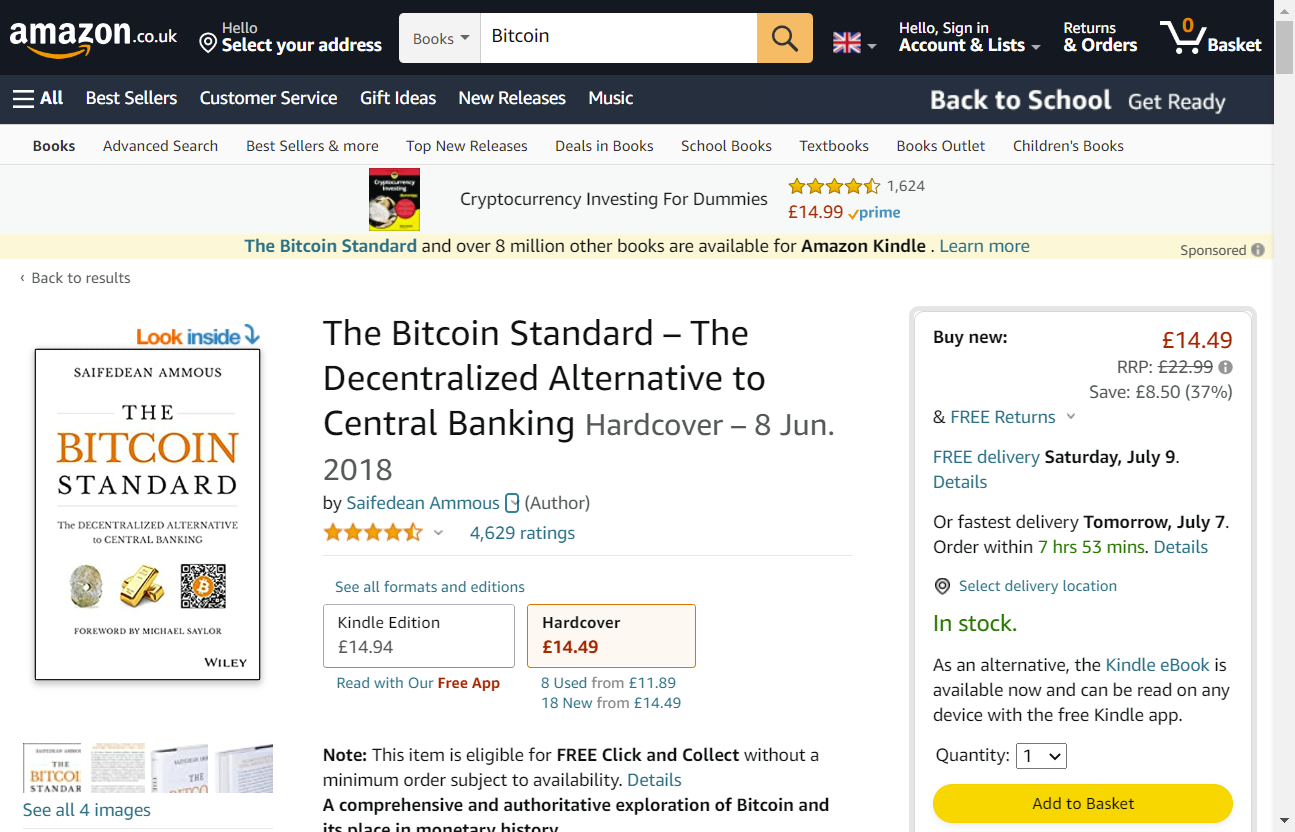 amazon.co.uk
Hello
Select your address
Books
Bitcoin
Hello, Sign in
Account & Lists
Returns
& Orders
0
Basket
All
Best Sellers
Customer Service
Gift Ideas
New Releases
Music
Back to School Get Ready
Books
Advanced Search
Best Sellers & more
Top New Releases
Deals in Books
School Books
Textbooks
Books Outlet
Children's Books
Cryptocurrency Investing For Dummies
1,624
£14.99 prime
The Bitcoin Standard and over 8 million other books are available for Amazon Kindle . Learn more
Sponsored
‹ Back to results
Look inside
SAIFEDEAN AMMOUS
THE
BITCOIN
STANDARD
The DECENTRALIZED ALTERNATIVE
to CENTRAL BANKING
FOREWORD BY MICHAEL SAYLOR
WILEY
See all 4 images
The Bitcoin Standard – The
Decentralized Alternative to
Central Banking Hardcover – 8 Jun.
2018
by Saifedean Ammous (Author)
4,629 ratings
See all formats and editions
Kindle Edition
£14.94
Read with Our Free App
Hardcover
£14.49
8 Used from £11.89
18 New from £14.49
Note: This item is eligible for FREE Click and Collect without a
minimum order subject to availability. Details
A comprehensive and authoritative exploration of Bitcoin and
its place in monetary history
Buy new:
£14.49
RRP: £22.99
Save: £8.50 (37%)
& FREE Returns
FREE delivery Saturday, July 9.
Details
Or fastest delivery Tomorrow, July 7.
Order within 7 hrs 53 mins. Details
Select delivery location
In stock.
As an alternative, the Kindle eBook is
available now and can be read on any
device with the free Kindle app.
Quantity: 1
Add to Basket